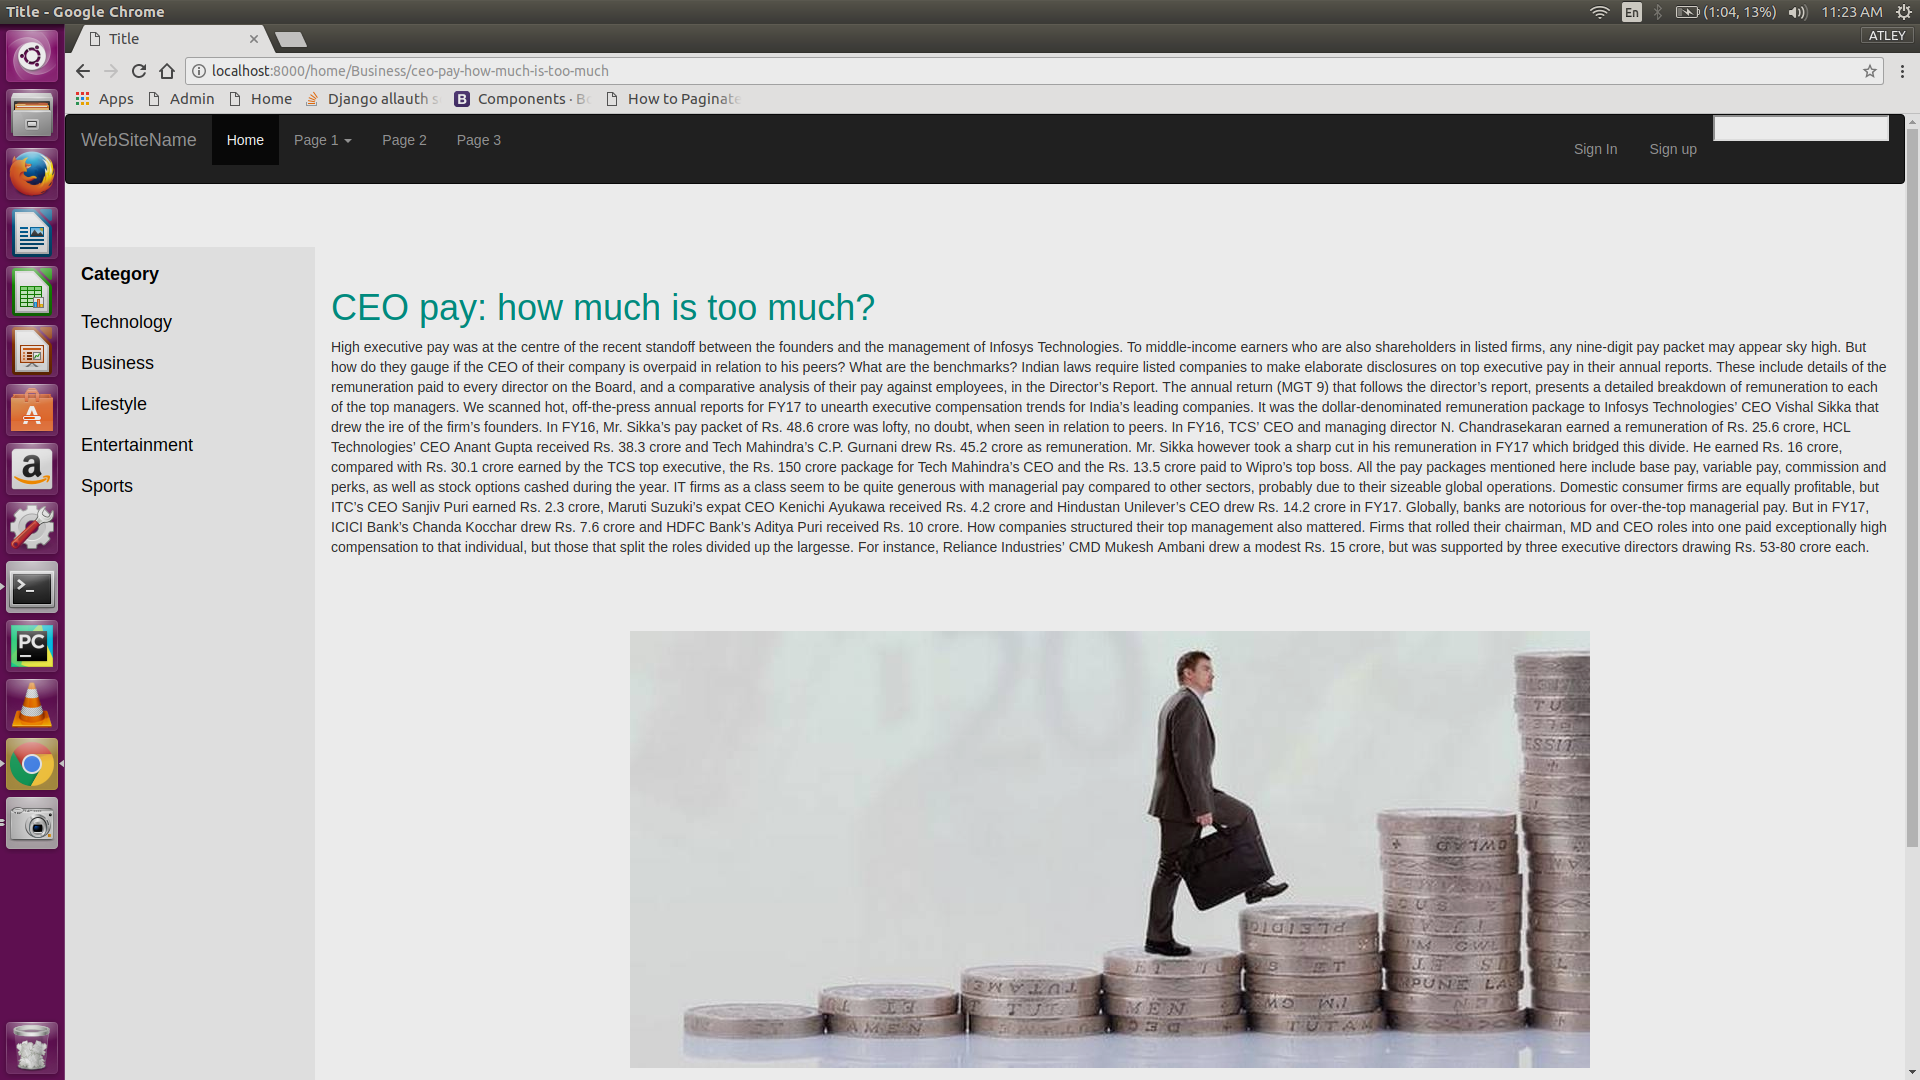 Title - Google Chrome
En
(1:04, 13%)
11:23 AM
Title
ATLEY
localhost:8000/home/Business/ceo-pay-how-much-is-too-much
Apps
Admin
Home
Django allauth
B
Components ·
How to Paginate
WebSiteName
Home
Page 1
Page 2
Page 3
Sign In
Sign up
Category
Technology
Business
Lifestyle
Entertainment
Sports
CEO pay: how much is too much?
High executive pay was at the centre of the recent standoff between the founders and the management of Infosys Technologies. To middle-income earners who are also shareholders in listed firms, any nine-digit pay packet may appear sky high. But
how do they gauge if the CEO of their company is overpaid in relation to his peers? What are the benchmarks? Indian laws require listed companies to make elaborate disclosures on top executive pay in their annual reports. These include details of the
remuneration paid to every director on the Board, and a comparative analysis of their pay against employees, in the Director’s Report. The annual return (MGT 9) that follows the director’s report, presents a detailed breakdown of remuneration to each
of the top managers. We scanned hot, off-the-press annual reports for FY17 to unearth executive compensation trends for India’s leading companies. It was the dollar-denominated remuneration package to Infosys Technologies’ CEO Vishal Sikka that
drew the ire of the firm’s founders. In FY16, Mr. Sikka’s pay packet of Rs. 48.6 crore was lofty, no doubt, when seen in relation to peers. In FY16, TCS’ CEO and managing director N. Chandrasekaran earned a remuneration of Rs. 25.6 crore, HCL
Technologies’ CEO Anant Gupta received Rs. 38.3 crore and Tech Mahindra’s C.P. Gurnani drew Rs. 45.2 crore as remuneration. Mr. Sikka however took a sharp cut in his remuneration in FY17 which bridged this divide. He earned Rs. 16 crore,
compared with Rs. 30.1 crore earned by the TCS top executive, the Rs. 150 crore package for Tech Mahindra’s CEO and the Rs. 13.5 crore paid to Wipro’s top boss. All the pay packages mentioned here include base pay, variable pay, commission and
perks, as well as stock options cashed during the year. IT firms as a class seem to be quite generous with managerial pay compared to other sectors, probably due to their sizeable global operations. Domestic consumer firms are equally profitable, but
ITC’s CEO Sanjiv Puri earned Rs. 2.3 crore, Maruti Suzuki’s expat CEO Kenichi Ayukawa received Rs. 4.2 crore and Hindustan Unilever’s CEO drew Rs. 14.2 crore in FY17. Globally, banks are notorious for over-the-top managerial pay. But in FY17,
ICICI Bank’s Chanda Kocchar drew Rs. 7.6 crore and HDFC Bank’s Aditya Puri received Rs. 10 crore. How companies structured their top management also mattered. Firms that rolled their chairman, MD and CEO roles into one paid exceptionally high
compensation to that individual, but those that split the roles divided up the largesse. For instance, Reliance Industries’ CMD Mukesh Ambani drew a modest Rs. 15 crore, but was supported by three executive directors drawing Rs. 53-80 crore each.
PC
120